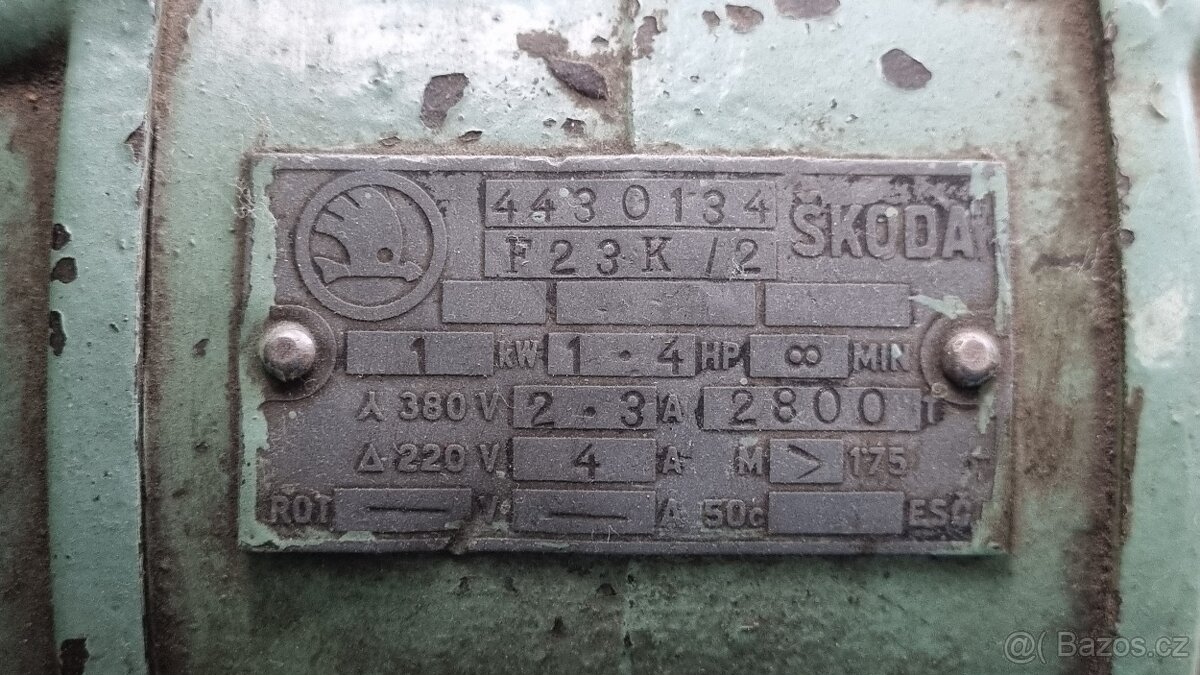 4430134
ŠKODA
F23K/2
1 KW 1·4 HP ∞ MIN
⅄ 380 V 2·3 A 2800
Δ 220 V 4 A M > 175
ROT — V — A 50c ESČ
@( Bazos.cz